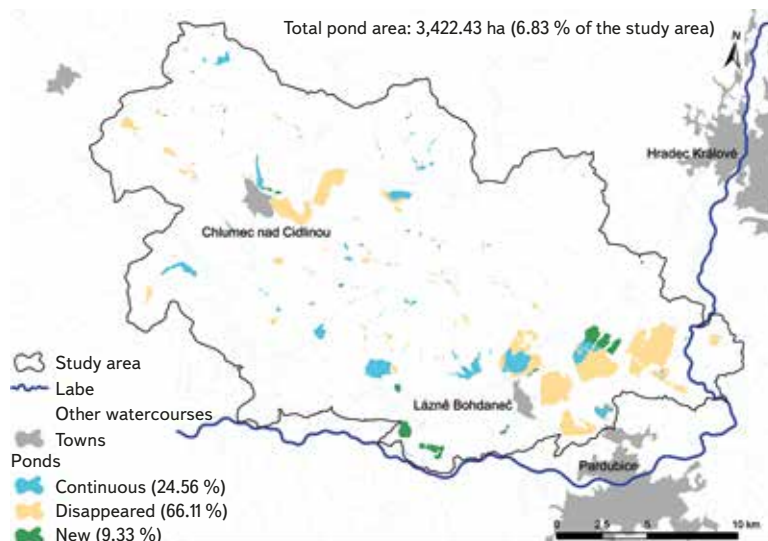 Total pond area: 3,422.43 ha (6.83 % of the study area)
N
Hradec Králové
Chlumec nad Cidlinou
Study area
Labe
Other watercourses
Towns
Lázně Bohdaneč
Ponds
Pardubice
Continuous (24.56 %)
Disappeared (66.11 %)
New (9.33 %)
0 2.5 5 10 km